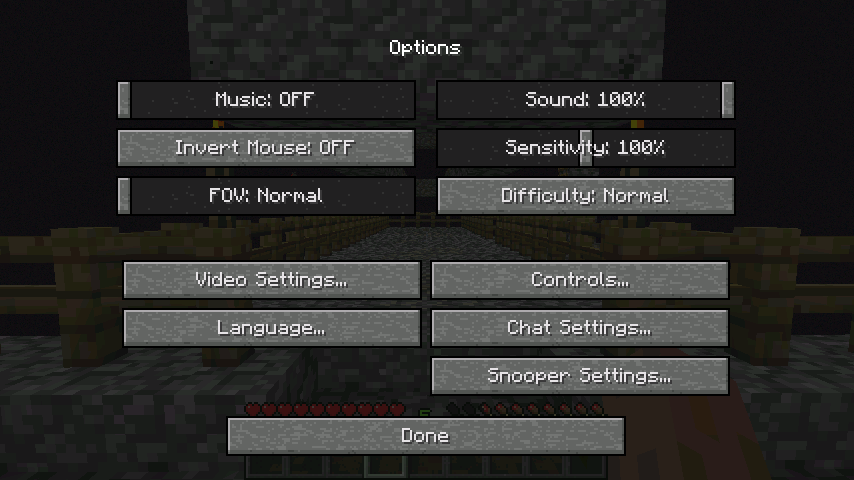 Options
Music: OFF
Sound: 100%
Invert Mouse: OFF
Sensitivity: 100%
FOV: Normal
Difficulty: Normal
Video Settings...
Controls...
Language...
Chat Settings...
Snooper Settings...
5
Done